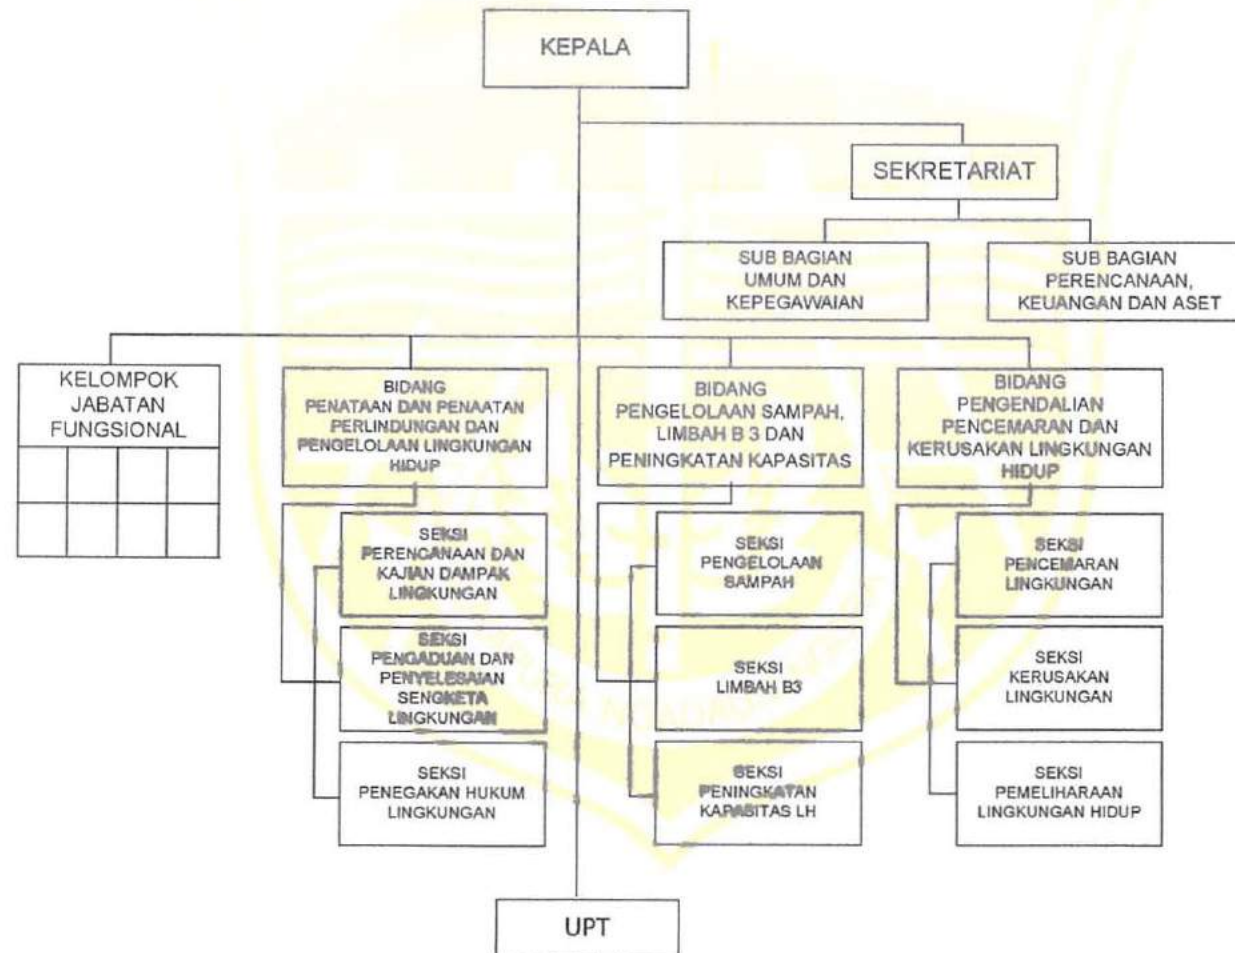 KEPALA
SEKRETARIAT
SUB BAGIAN
UMUM DAN
KEPEGAWAIAN
SUB BAGIAN
PERENCANAAN,
KEUANGAN DAN ASET
KELOMPOK
JABATAN
FUNGSIONAL
BIDANG
PENATAAN DAN PENAATAN
PERLINDUNGAN DAN
PENGELOLAAN LINGKUNGAN
HIDUP
BIDANG
PENGELOLAAN SAMPAH,
LIMBAH B 3 DAN
PENINGKATAN KAPASITAS
BIDANG
PENGENDALIAN
PENCEMARAN DAN
KERUSAKAN LINGKUNGAN
HIDUP
SEKSI
PERENCANAAN DAN
KAJIAN DAMPAK
LINGKUNGAN
SEKSI
PENGADUAN DAN
PENYELESAIAN
SENGKETA
LINGKUNGAN
SEKSI
PENEGAKAN HUKUM
LINGKUNGAN
SEKSI
PENGELOLAAN
SAMPAH
SEKSI
LIMBAH B3
SEKSI
PENINGKATAN
KAPASITAS LH
SEKSI
PENCEMARAN
LINGKUNGAN
SEKSI
KERUSAKAN
LINGKUNGAN
SEKSI
PEMELIHARAAN
LINGKUNGAN HIDUP
UPT